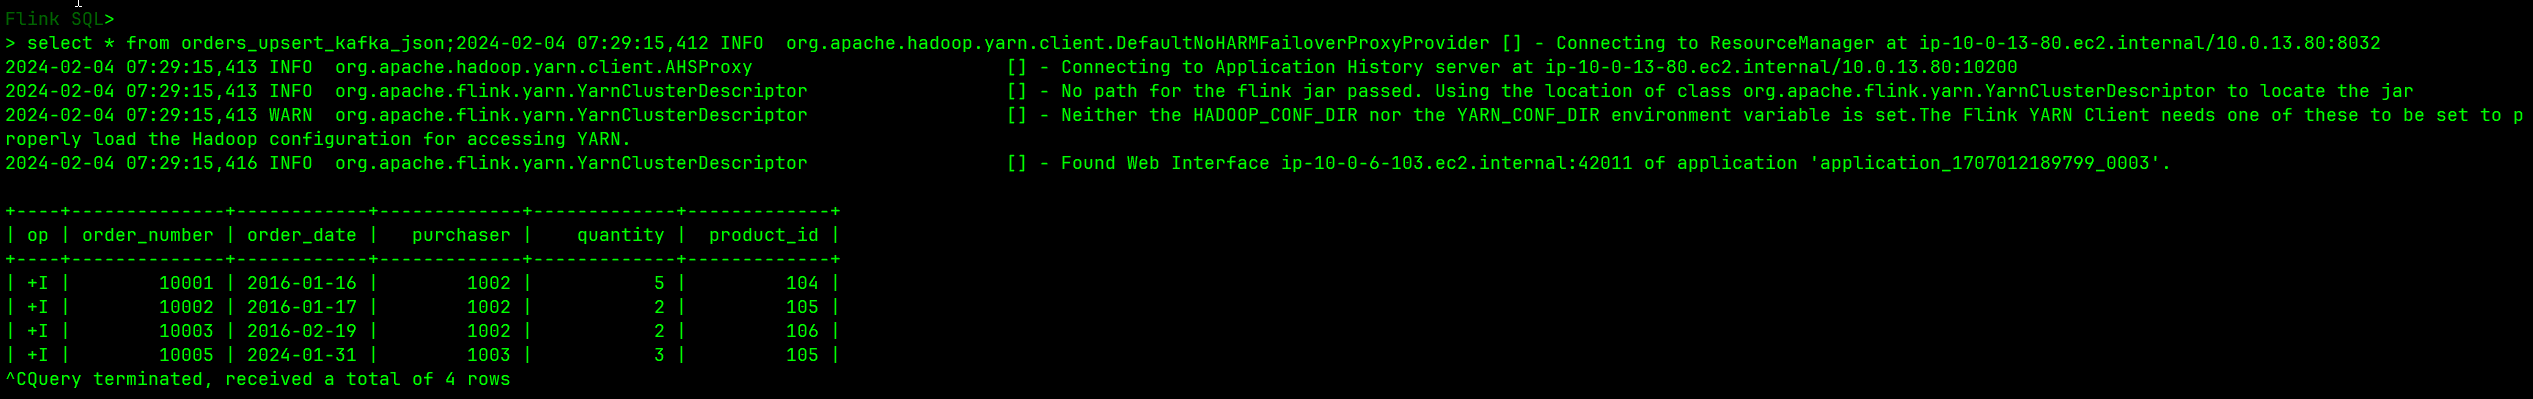 Flink SQL>
> select * from orders_upsert_kafka_json;2024-02-04 07:29:15,412 INFO  org.apache.hadoop.yarn.client.DefaultNoHARMFailoverProxyProvider [] - Connecting to ResourceManager at ip-10-0-13-80.ec2.internal/10.0.13.80:8032
2024-02-04 07:29:15,413 INFO  org.apache.hadoop.yarn.client.AHSProxy                       [] - Connecting to Application History server at ip-10-0-13-80.ec2.internal/10.0.13.80:10200
2024-02-04 07:29:15,413 INFO  org.apache.flink.yarn.YarnClusterDescriptor                  [] - No path for the flink jar passed. Using the location of class org.apache.flink.yarn.YarnClusterDescriptor to locate the jar
2024-02-04 07:29:15,413 WARN  org.apache.flink.yarn.YarnClusterDescriptor                  [] - Neither the HADOOP_CONF_DIR nor the YARN_CONF_DIR environment variable is set.The Flink YARN Client needs one of these to be set to p
roperly load the Hadoop configuration for accessing YARN.
2024-02-04 07:29:15,416 INFO  org.apache.flink.yarn.YarnClusterDescriptor                  [] - Found Web Interface ip-10-0-6-103.ec2.internal:42011 of application 'application_1707012189799_0003'.
+----+--------------+------------+-------------+-------------+-------------+
| op | order_number | order_date |   purchaser |    quantity |  product_id |
+----+--------------+------------+-------------+-------------+-------------+
| +I |        10001 | 2016-01-16 |        1002 |           5 |         104 |
| +I |        10002 | 2016-01-17 |        1002 |           2 |         105 |
| +I |        10003 | 2016-02-19 |        1002 |           2 |         106 |
| +I |        10005 | 2024-01-31 |        1003 |           3 |         105 |
^CQuery terminated, received a total of 4 rows